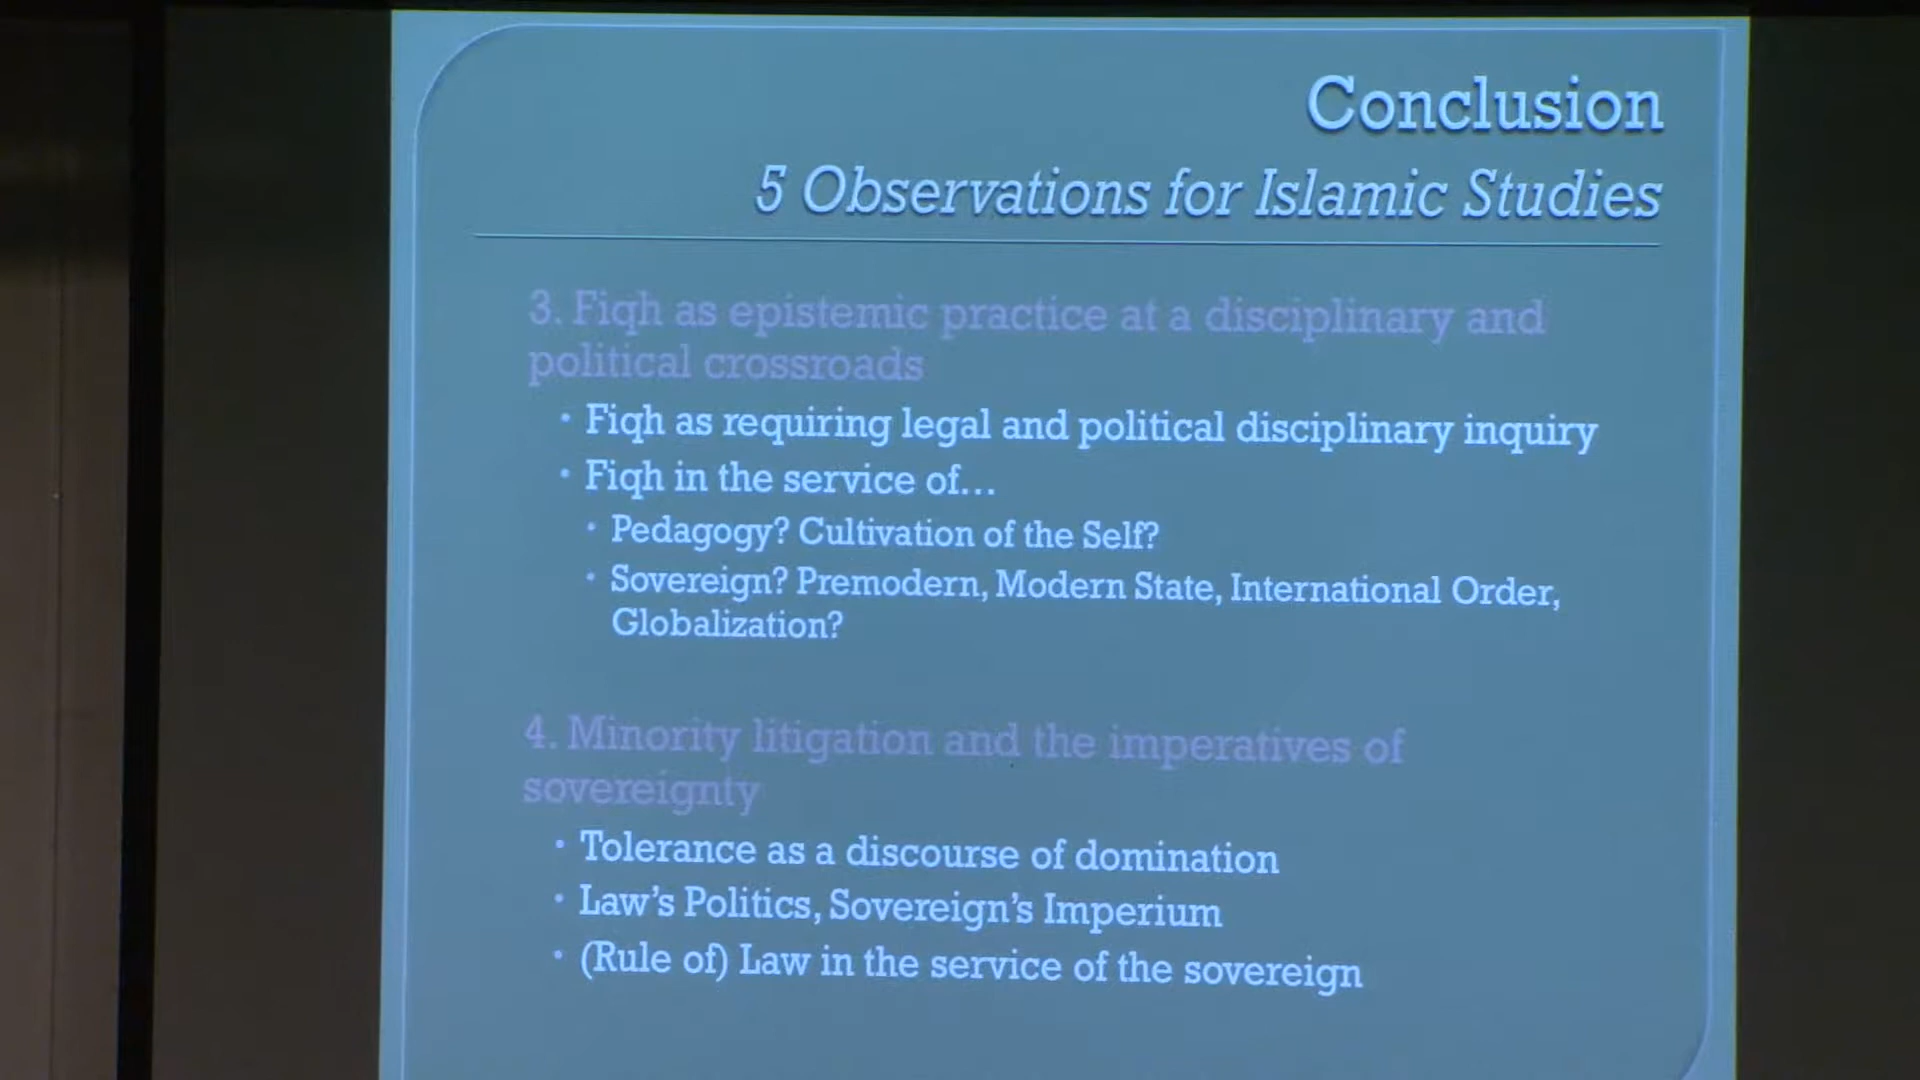 Conclusion
5 Observations for Islamic Studies
3. Fiqh as epistemic practice at a disciplinary and
political crossroads
• Fiqh as requiring legal and political disciplinary inquiry
• Fiqh in the service of...
• Pedagogy? Cultivation of the Self?
• Sovereign? Premodern, Modern State, International Order,
Globalization?
4. Minority litigation and the imperatives of
sovereignty
• Tolerance as a discourse of domination
• Law's Politics, Sovereign's Imperium
• (Rule of) Law in the service of the sovereign